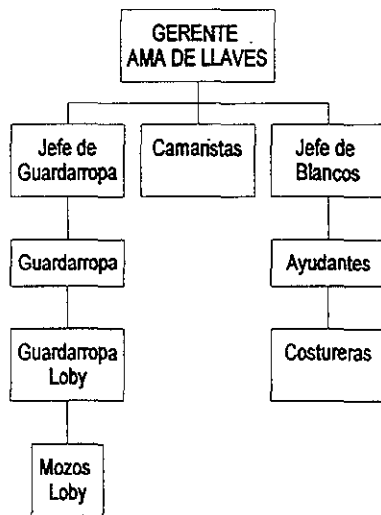 GERENTE
AMA DE LLAVES
Jefe de
Guardarropa
Camaristas
Jefe de
Blancos
Guardarropa
Ayudantes
Guardarropa
Loby
Costureras
Mozos
Loby